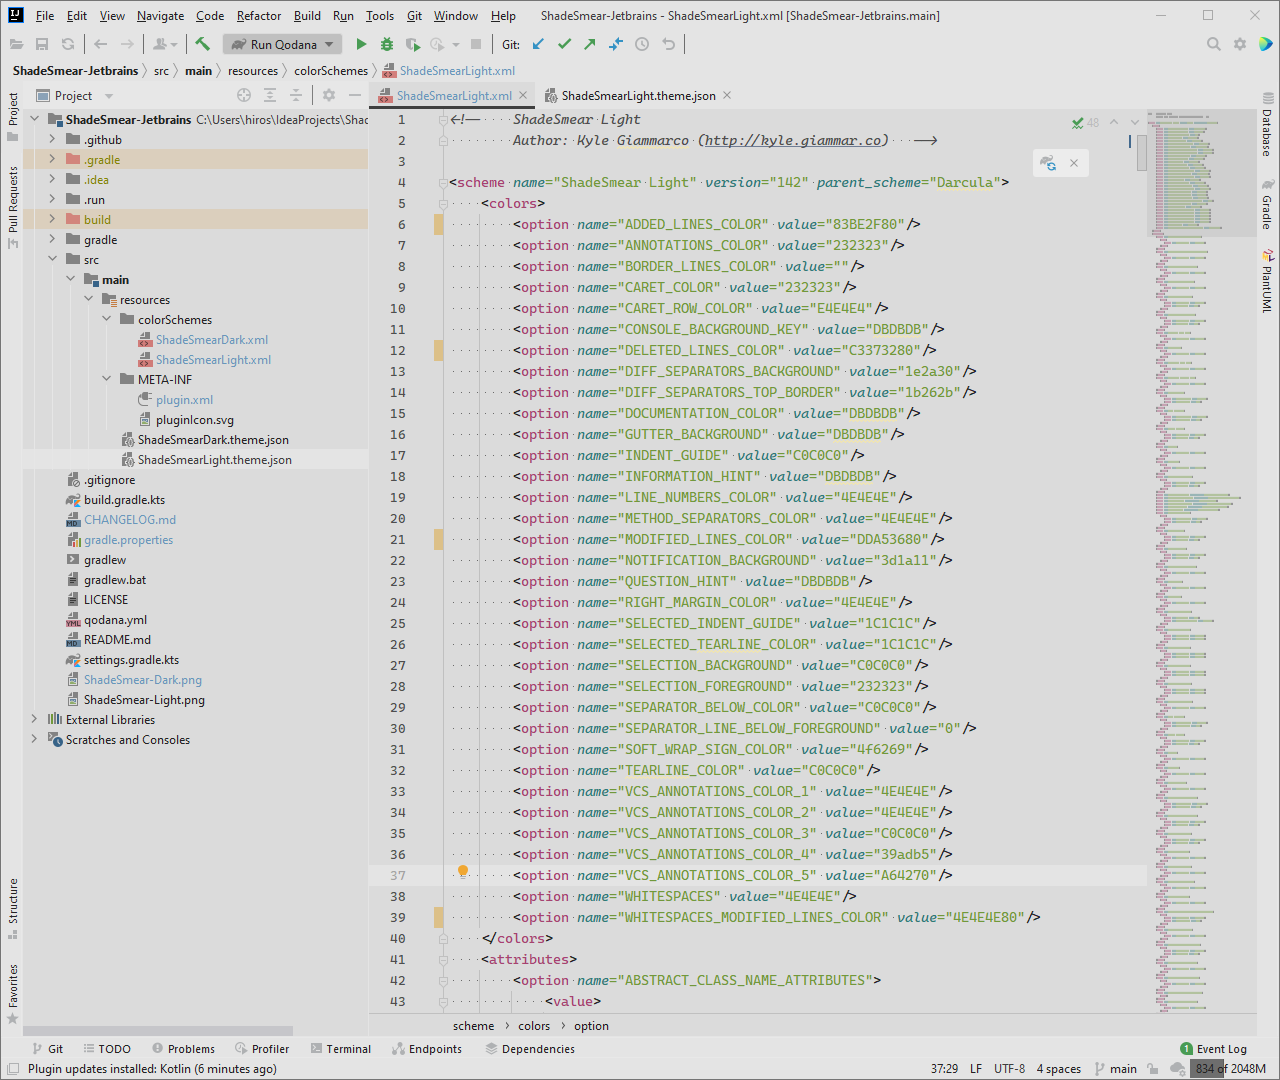 File Edit View Navigate Code Refactor Build Run Tools Git Window Help ShadeSmear-Jetbrains - ShadeSmearLight.xml [ShadeSmear-Jetbrains.main]
Run Qodana Git:
ShadeSmear-Jetbrains src main resources colorSchemes ShadeSmearLight.xml
Project
Pull Requests
Structure
Favorites
Project
ShadeSmear-Jetbrains C:\Users\hiros\IdeaProjects\Shad
.github
.gradle
.idea
.run
build
gradle
src
main
resources
colorSchemes
ShadeSmearDark.xml
ShadeSmearLight.xml
META-INF
plugin.xml
pluginIcon.svg
ShadeSmearDark.theme.json
ShadeSmearLight.theme.json
.gitignore
build.gradle.kts
CHANGELOG.md
gradle.properties
gradlew
gradlew.bat
LICENSE
qodana.yml
README.md
settings.gradle.kts
ShadeSmear-Dark.png
ShadeSmear-Light.png
External Libraries
Scratches and Consoles
ShadeSmearLight.xml ShadeSmearLight.theme.json
48
1 <!-- ShadeSmear Light
2 Author: Kyle Giammarco (http://kyle.giammar.co) -->
3
4 <scheme name="ShadeSmear Light" version="142" parent_scheme="Darcula">
5 <colors>
6 <option name="ADDED_LINES_COLOR" value="83BE2F80"/>
7 <option name="ANNOTATIONS_COLOR" value="232323"/>
8 <option name="BORDER_LINES_COLOR" value=""/>
9 <option name="CARET_COLOR" value="232323"/>
10 <option name="CARET_ROW_COLOR" value="E4E4E4"/>
11 <option name="CONSOLE_BACKGROUND_KEY" value="DBDBDB"/>
12 <option name="DELETED_LINES_COLOR" value="C3373280"/>
13 <option name="DIFF_SEPARATORS_BACKGROUND" value="1e2a30"/>
14 <option name="DIFF_SEPARATORS_TOP_BORDER" value="1b262b"/>
15 <option name="DOCUMENTATION_COLOR" value="DBDBDB"/>
16 <option name="GUTTER_BACKGROUND" value="DBDBDB"/>
17 <option name="INDENT_GUIDE" value="C0C0C0"/>
18 <option name="INFORMATION_HINT" value="DBDBDB"/>
19 <option name="LINE_NUMBERS_COLOR" value="4E4E4E"/>
20 <option name="METHOD_SEPARATORS_COLOR" value="4E4E4E"/>
21 <option name="MODIFIED_LINES_COLOR" value="DDA53680"/>
22 <option name="NOTIFICATION_BACKGROUND" value="3d1a11"/>
23 <option name="QUESTION_HINT" value="DBDBDB"/>
24 <option name="RIGHT_MARGIN_COLOR" value="4E4E4E"/>
25 <option name="SELECTED_INDENT_GUIDE" value="1C1C1C"/>
26 <option name="SELECTED_TEARLINE_COLOR" value="1C1C1C"/>
27 <option name="SELECTION_BACKGROUND" value="C0C0C0"/>
28 <option name="SELECTION_FOREGROUND" value="232323"/>
29 <option name="SEPARATOR_BELOW_COLOR" value="C0C0C0"/>
30 <option name="SEPARATOR_LINE_BELOW_FOREGROUND" value="0"/>
31 <option name="SOFT_WRAP_SIGN_COLOR" value="4f6269"/>
32 <option name="TEARLINE_COLOR" value="C0C0C0"/>
33 <option name="VCS_ANNOTATIONS_COLOR_1" value="4E4E4E"/>
34 <option name="VCS_ANNOTATIONS_COLOR_2" value="4E4E4E"/>
35 <option name="VCS_ANNOTATIONS_COLOR_3" value="C0C0C0"/>
36 <option name="VCS_ANNOTATIONS_COLOR_4" value="39adb5"/>
37 <option name="VCS_ANNOTATIONS_COLOR_5" value="A64270"/>
38 <option name="WHITESPACES" value="4E4E4E"/>
39 <option name="WHITESPACES_MODIFIED_LINES_COLOR" value="4E4E4E80"/>
40 </colors>
41 <attributes>
42 <option name="ABSTRACT_CLASS_NAME_ATTRIBUTES">
43 <value>
Database
Gradle
PlantUML
scheme colors option
Git TODO Problems Profiler Terminal Endpoints Dependencies 1 Event Log
Plugin updates installed: Kotlin (6 minutes ago) 37:29 LF UTF-8 4 spaces main 834 of 2048M